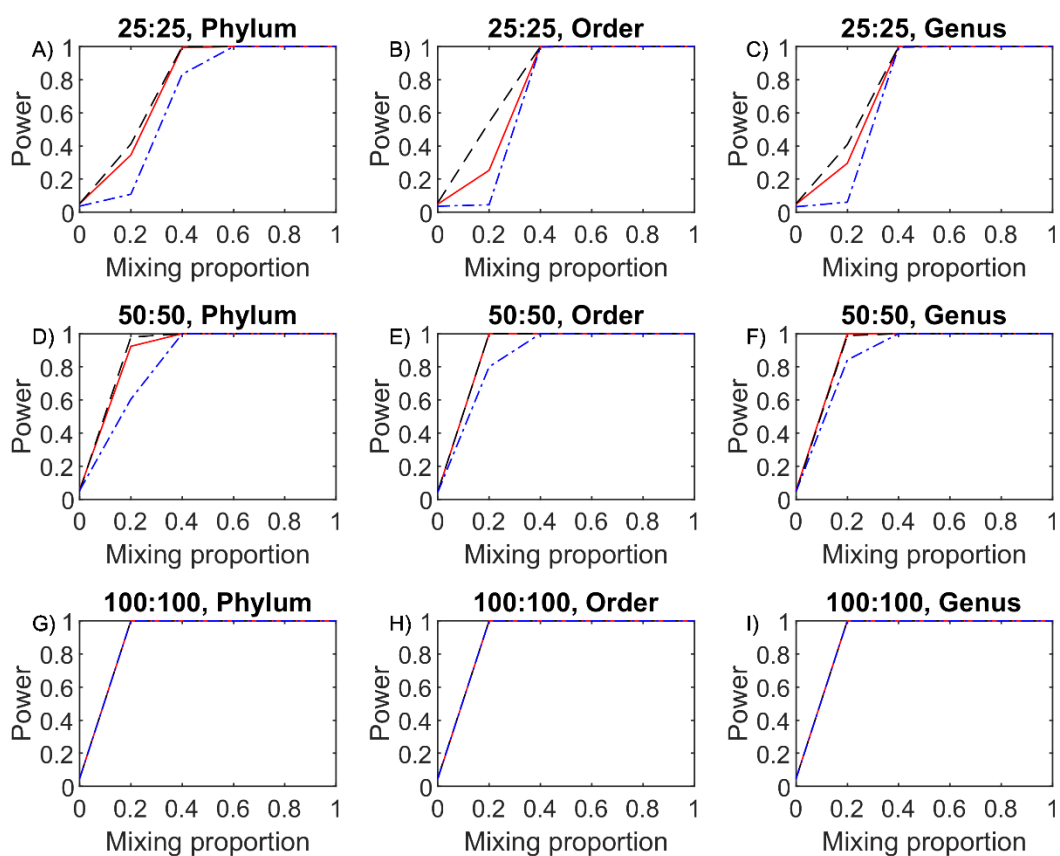 25:25, Phylum
A)
1
0.8
0.6
0.4
0.2
0
Power
0 0.2 0.4 0.6 0.8 1
Mixing proportion
25:25, Order
B)
1
0.8
0.6
0.4
0.2
0
Power
0 0.2 0.4 0.6 0.8 1
Mixing proportion
25:25, Genus
C)
1
0.8
0.6
0.4
0.2
0
Power
0 0.2 0.4 0.6 0.8 1
Mixing proportion
50:50, Phylum
D)
1
0.8
0.6
0.4
0.2
0
Power
0 0.2 0.4 0.6 0.8 1
Mixing proportion
50:50, Order
E)
1
0.8
0.6
0.4
0.2
0
Power
0 0.2 0.4 0.6 0.8 1
Mixing proportion
50:50, Genus
F)
1
0.8
0.6
0.4
0.2
0
Power
0 0.2 0.4 0.6 0.8 1
Mixing proportion
100:100, Phylum
G)
1
0.8
0.6
0.4
0.2
0
Power
0 0.2 0.4 0.6 0.8 1
Mixing proportion
100:100, Order
H)
1
0.8
0.6
0.4
0.2
0
Power
0 0.2 0.4 0.6 0.8 1
Mixing proportion
100:100, Genus
I)
1
0.8
0.6
0.4
0.2
0
Power
0 0.2 0.4 0.6 0.8 1
Mixing proportion